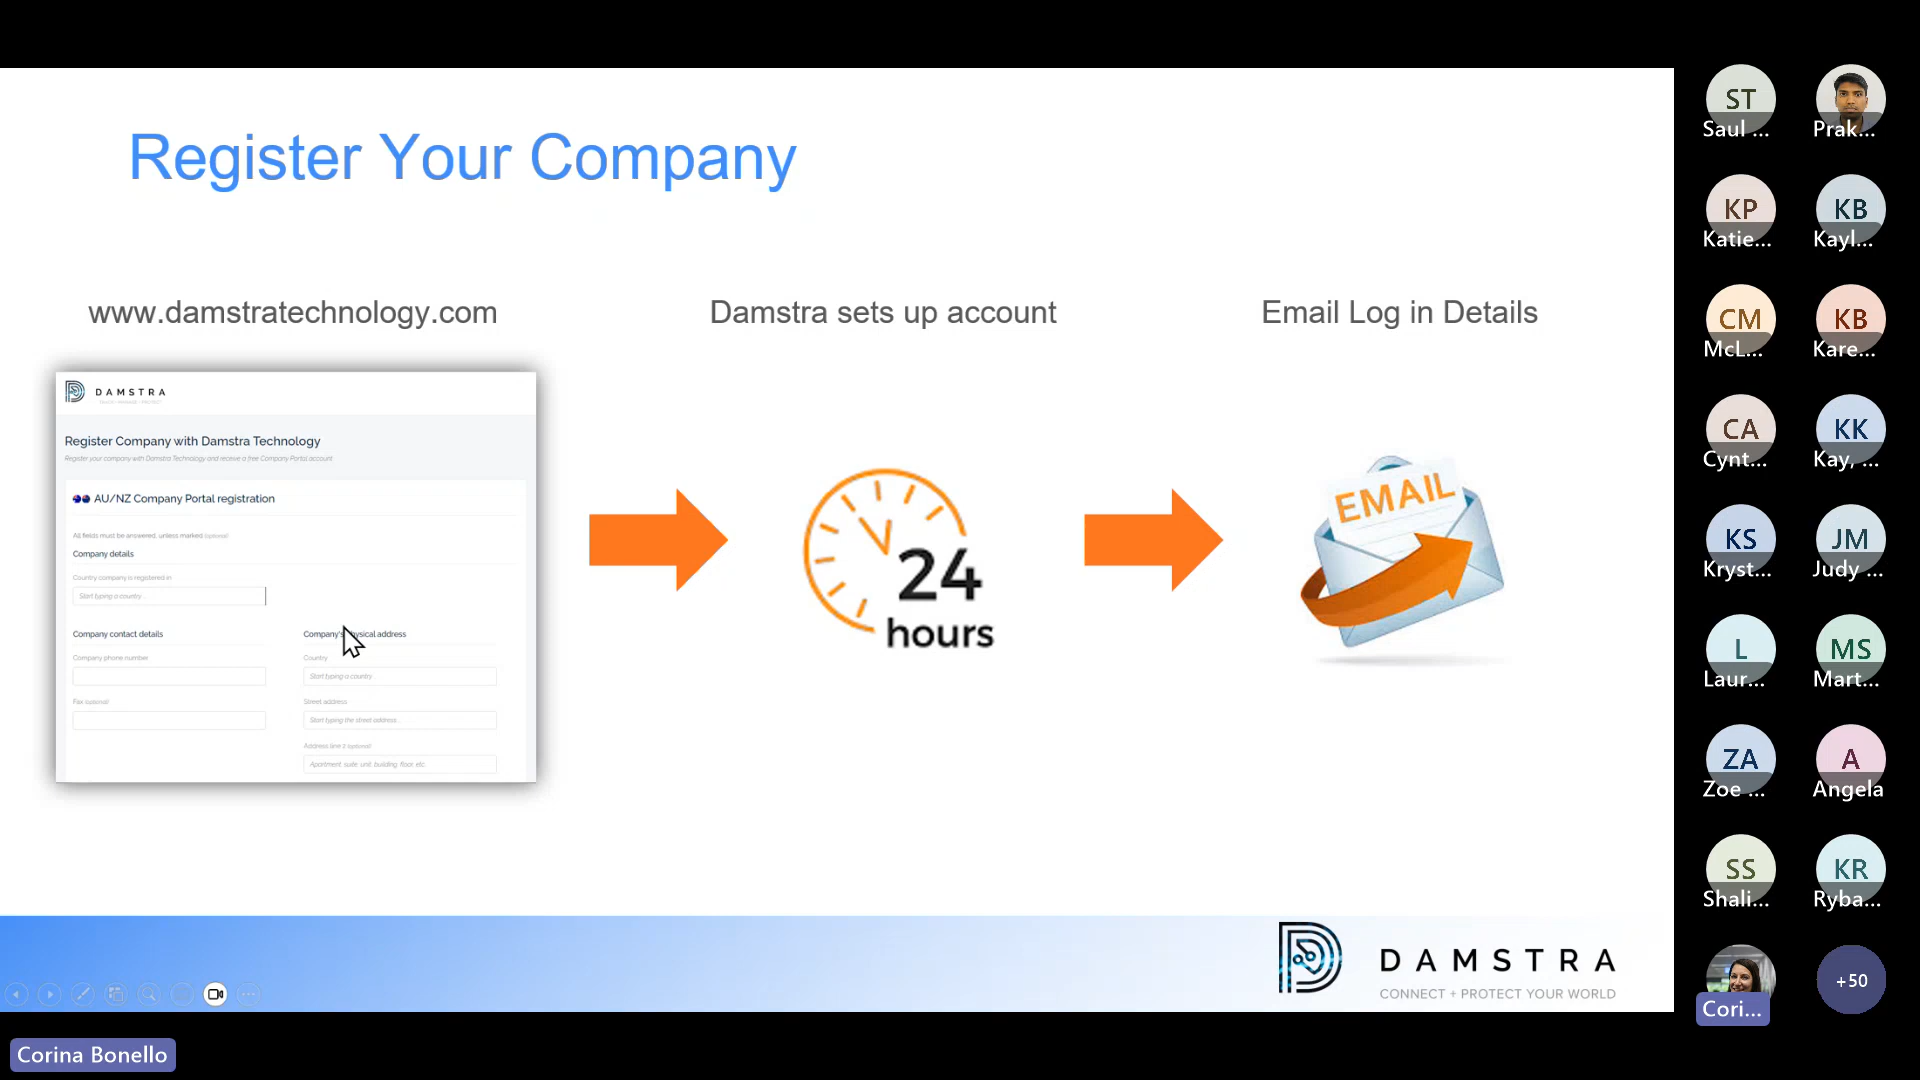 Register Your Company
www.damstratechnology.com
Damstra sets up account
Email Log in Details
DAMSTRA
Register Company with Damstra Technology
Register your company with Damstra Technology and receive a free Company Portal account
AU/NZ Company Portal registration
All fields must be answered, unless marked (optional)
Company details
Country company is registered in
Start typing a country...
Company contact details
Company phone number
Fax (optional)
Company's physical address
Country
Start typing a country...
Street address
Start typing the street address...
Address line 2 (optional)
Apartment, suite, unit, building, floor, etc.
24
hours
EMAIL
DAMSTRA
CONNECT + PROTECT YOUR WORLD
Corina Bonello
ST
Saul ...
Prak...
KP
Katie...
KB
Kayl...
CM
McL...
KB
Kare...
CA
Cynt...
KK
Kay, ...
KS
Kryst...
JM
Judy ...
L
Laur...
MS
Mart...
ZA
Zoe ...
A
Angela
SS
Shali...
KR
Ryba...
Cori...
+50